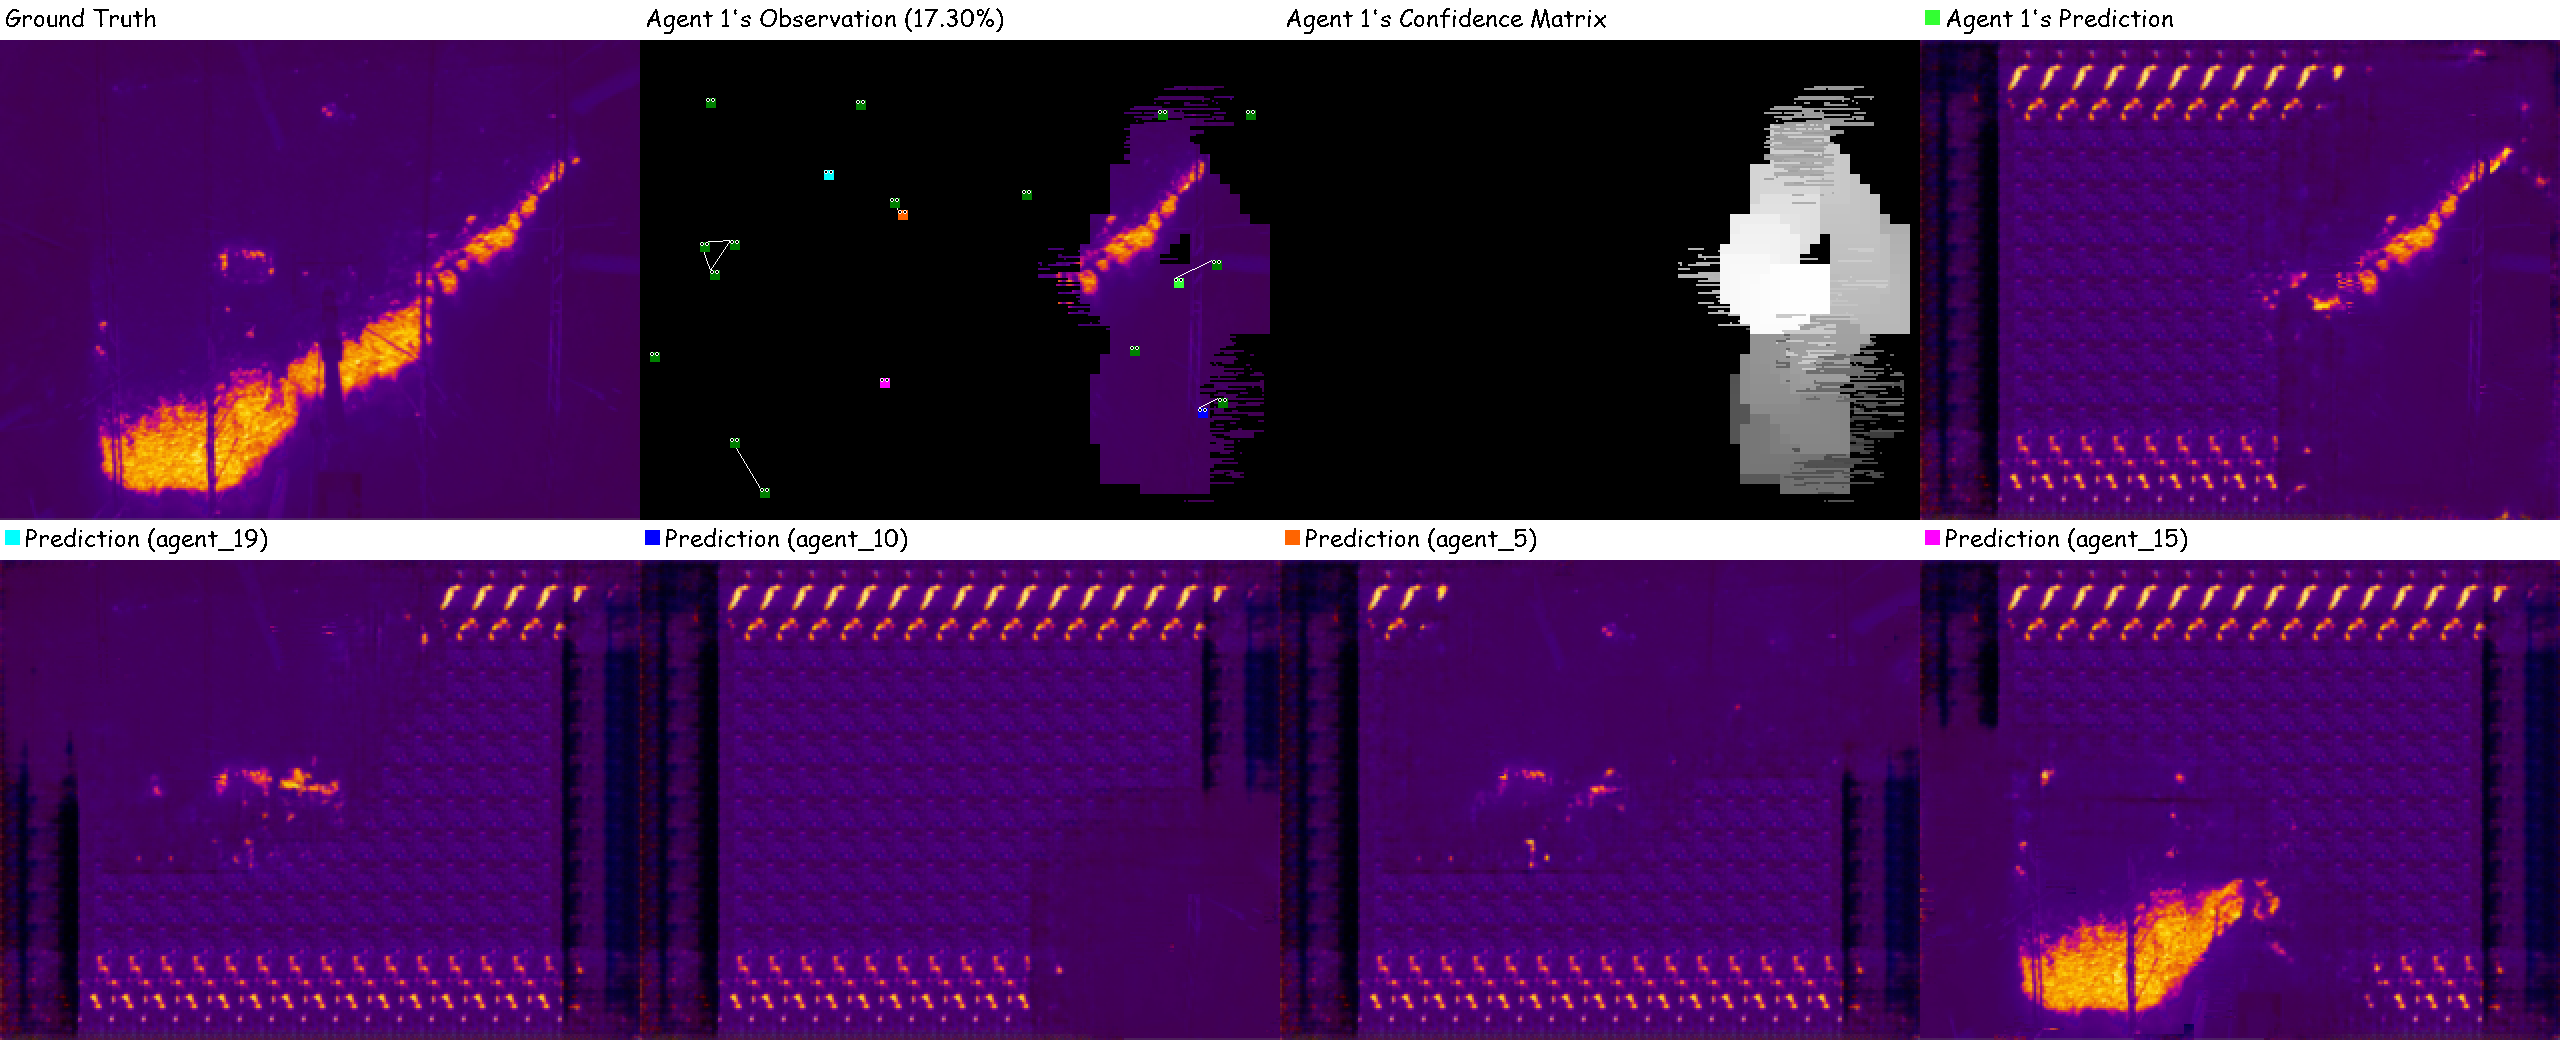 Ground Truth
Agent 1's Observation (17.30%)
Agent 1's Confidence Matrix
Agent 1's Prediction
Prediction (agent_19)
Prediction (agent_10)
Prediction (agent_5)
Prediction (agent_15)